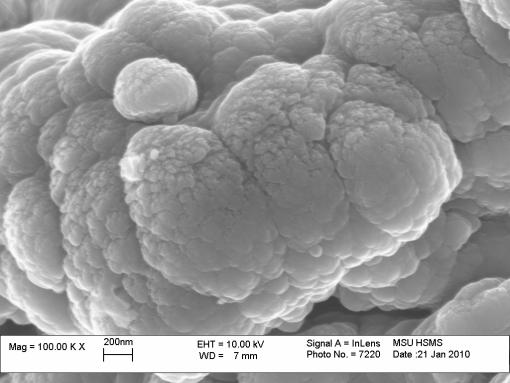 Mag = 100.00 K X
200nm
EHT = 10.00 kV
WD = 7 mm
Signal A = InLens
Photo No. = 7220
MSU HSMS
Date :21 Jan 2010